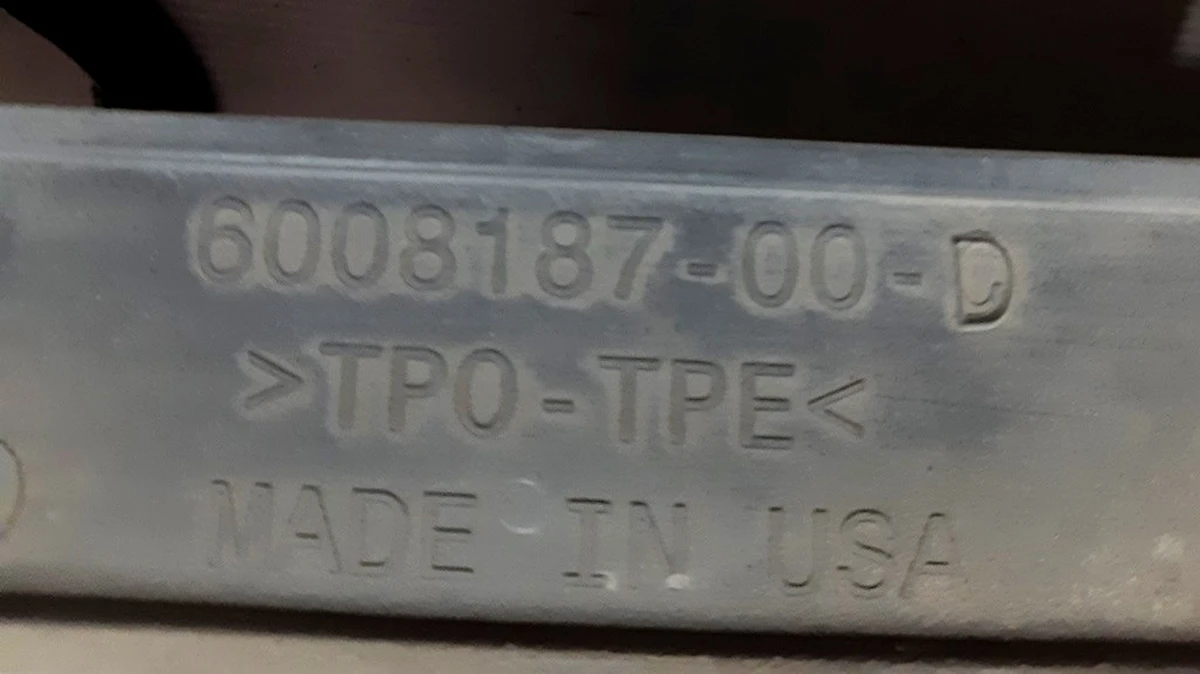 6008187-00-D
>TPO-TPE<
MADE IN USA